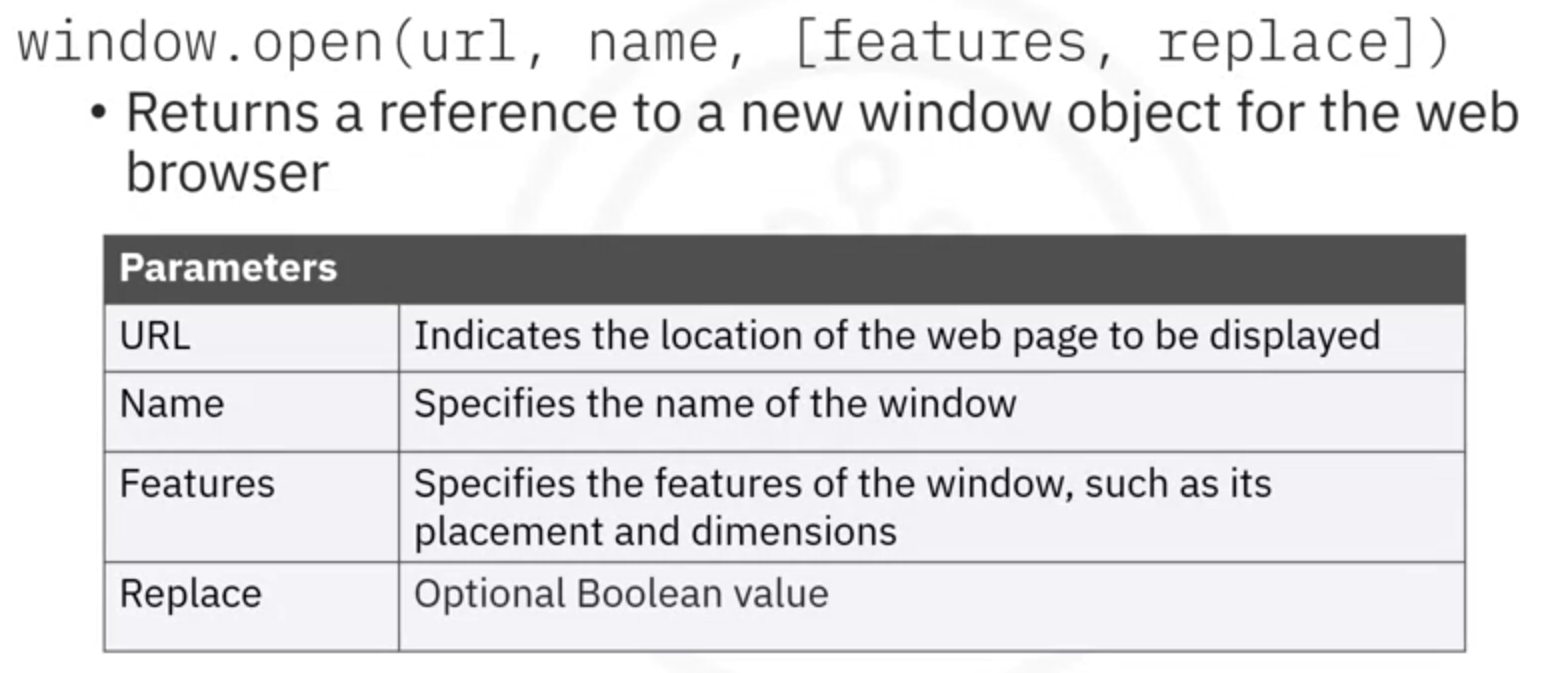 window.open(url, name, [features, replace])
• Returns a reference to a new window object for the web
browser
Parameters
URL Indicates the location of the web page to be displayed
Name Specifies the name of the window
Features Specifies the features of the window, such as its
placement and dimensions
Replace Optional Boolean value